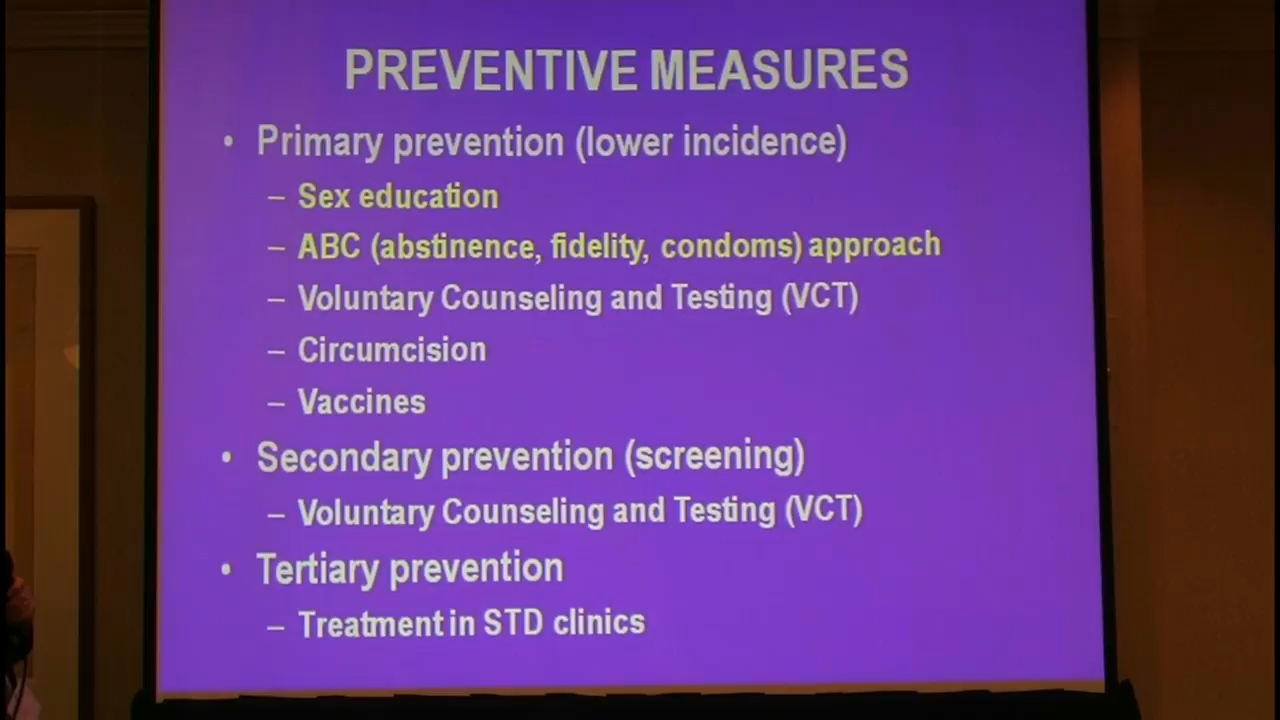 PREVENTIVE MEASURES
• Primary prevention (lower incidence)
– Sex education
– ABC (abstinence, fidelity, condoms) approach
– Voluntary Counseling and Testing (VCT)
– Circumcision
– Vaccines
• Secondary prevention (screening)
– Voluntary Counseling and Testing (VCT)
• Tertiary prevention
– Treatment in STD clinics